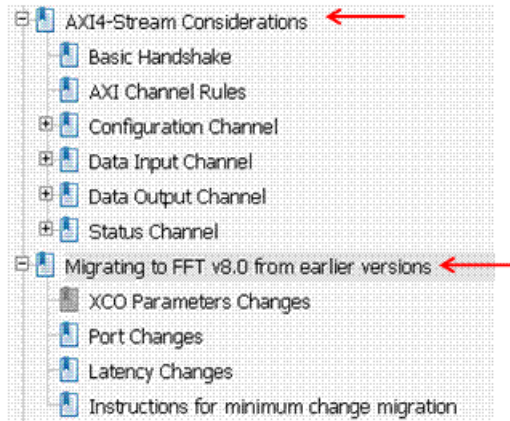 AXI4-Stream Considerations
Basic Handshake
AXI Channel Rules
Configuration Channel
Data Input Channel
Data Output Channel
Status Channel
Migrating to FFT v8.0 from earlier versions
XCO Parameters Changes
Port Changes
Latency Changes
Instructions for minimum change migration